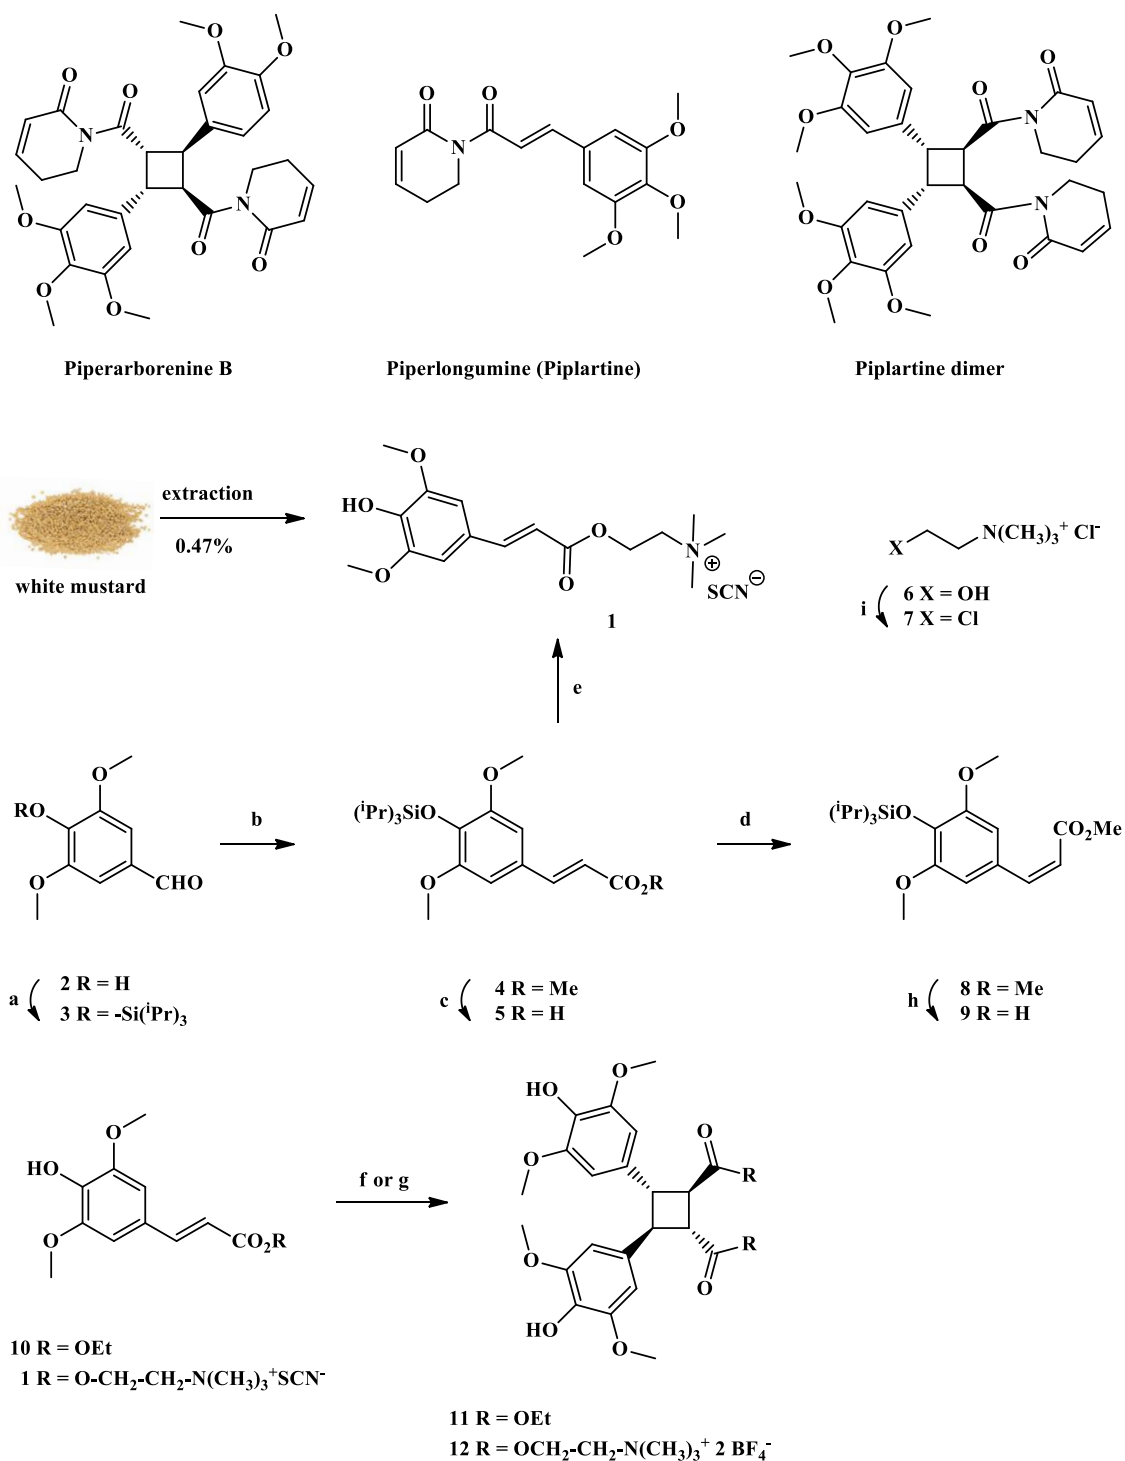 O
O
O
O
N
N
O
O
O
O
O
O
O
Piperarborenine B
O
O
N
O
O
O
Piperlongumine (Piplartine)
O
O
O
O
O
O
N
N
O
O
O
O
Piplartine dimer
extraction
0.47%
white mustard
O
HO
O
O
O
N
⊕
SCN⊖
1
X
N(CH₃)₃⁺ Cl⁻
6 X = OH
i
7 X = Cl
e
O
RO
O
CHO
b
O
(ⁱPr)₃SiO
O
CO₂R
d
O
(ⁱPr)₃SiO
O
CO₂Me
a
2 R = H
3 R = -Si(ⁱPr)₃
c
4 R = Me
5 R = H
h
8 R = Me
9 R = H
O
HO
O
CO₂R
f or g
HO
O
O
O
R
O
R
O
HO
O
10 R = OEt
1 R = O-CH₂-CH₂-N(CH₃)₃⁺SCN⁻
11 R = OEt
12 R = OCH₂-CH₂-N(CH₃)₃⁺ 2 BF₄⁻